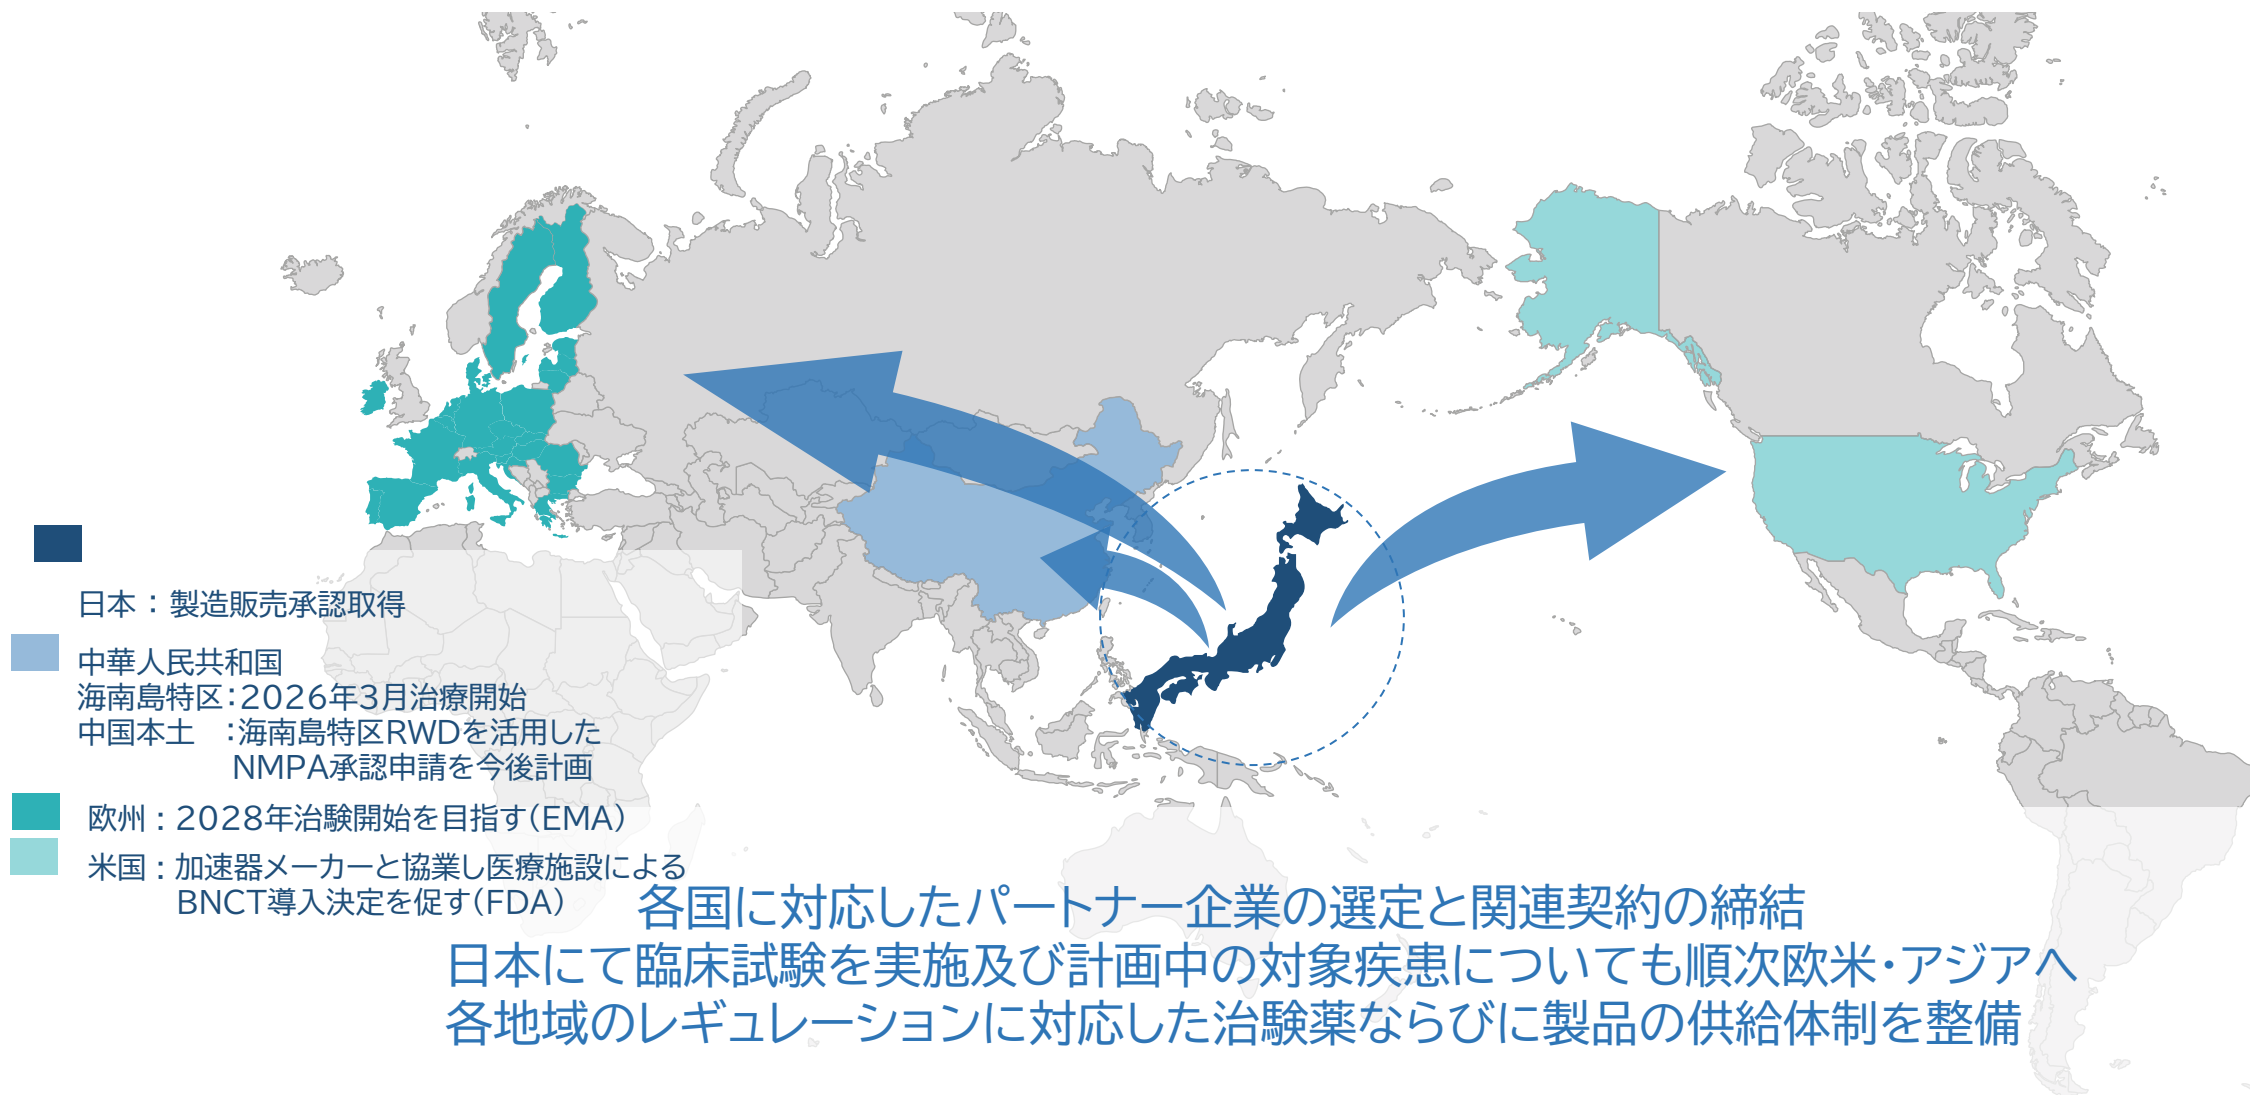 日本：製造販売承認取得
中華人民共和国
海南島特区：2026年3月治療開始
中国本土　：海南島特区RWDを活用した
NMPA承認申請を今後計画
欧州：2028年治験開始を目指す（EMA）
米国：加速器メーカーと協業し医療施設による
BNCT導入決定を促す（FDA）
各国に対応したパートナー企業の選定と関連契約の締結
日本にて臨床試験を実施及び計画中の対象疾患についても順次欧米・アジアへ
各地域のレギュレーションに対応した治験薬ならびに製品の供給体制を整備